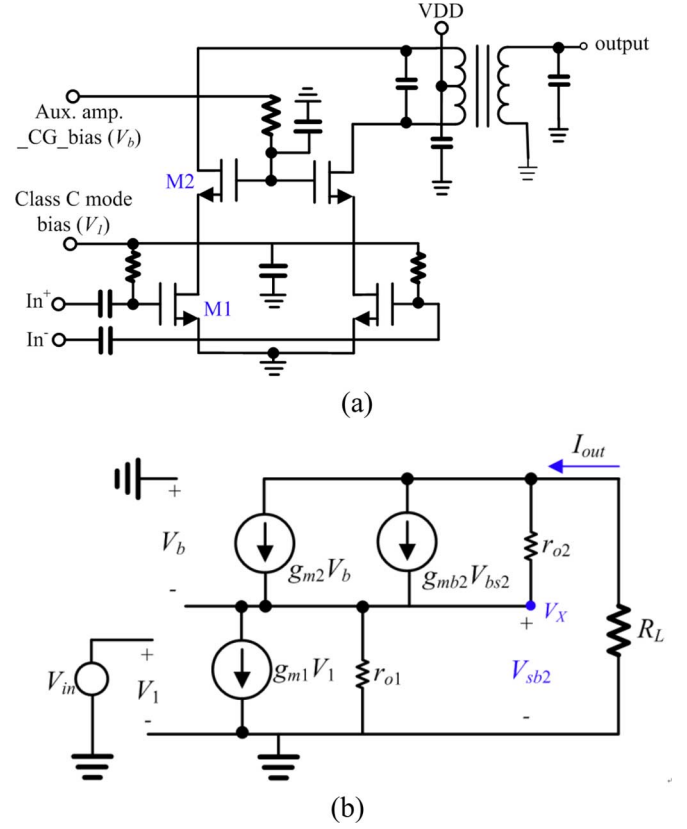 VDD
output
Aux. amp.
_CG_bias (Vb)
M2
Class C mode
bias (V1)
In+
M1
In-
(a)
Iout
+
Vb
gm2Vb
gmb2Vbs2
ro2
-
VX
+
RL
Vin
+
V1
gm1V1
ro1
Vsb2
-
-
(b)